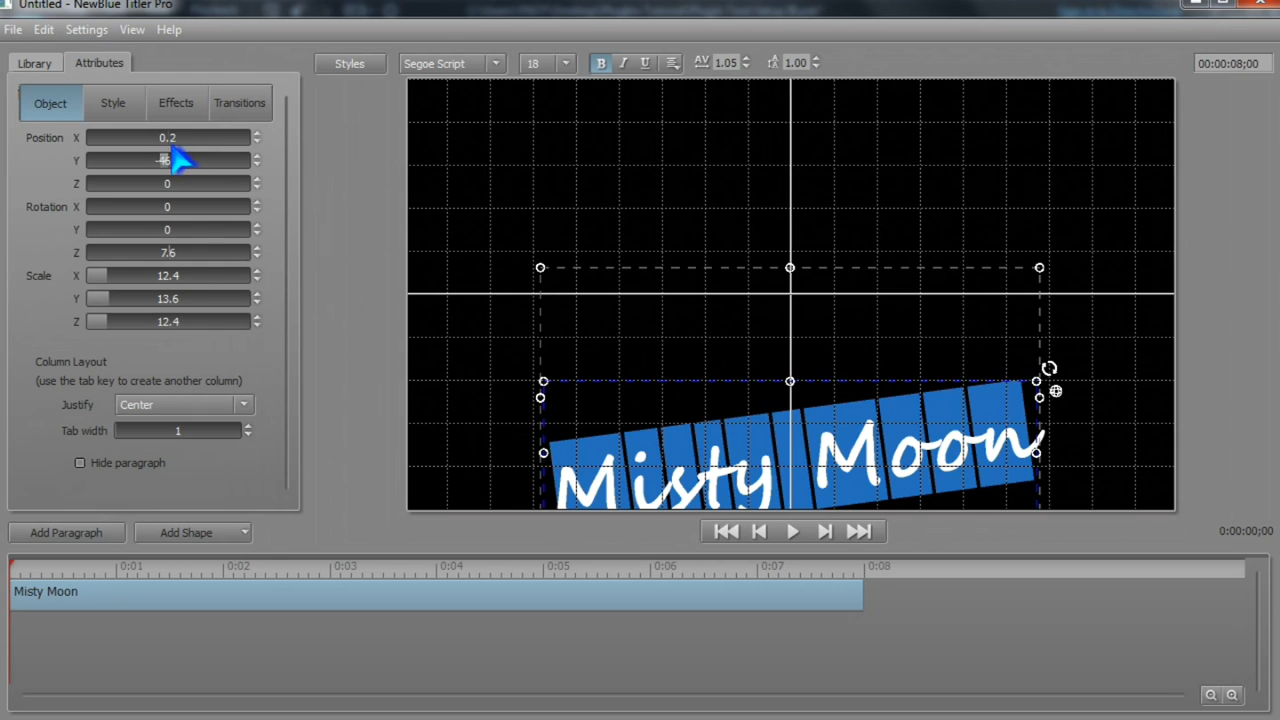 Untitled - NewBlue Titler Pro
File Edit Settings View Help
Library Attributes Styles Segoe Script 18 B I U AV 1.05 1.00 00:00:08;00
Object Style Effects Transitions
Position X 0.2
Y
Z 0
Rotation X 0
Y 0
Z 7.6
Scale X 12.4
Y 13.6
Z 12.4
Column Layout
(use the tab key to create another column)
Justify Center
Tab width 1
Hide paragraph
Misty Moon
Add Paragraph Add Shape 0:00:00;00
0:01 0:02 0:03 0:04 0:05 0:06 0:07 0:08
Misty Moon